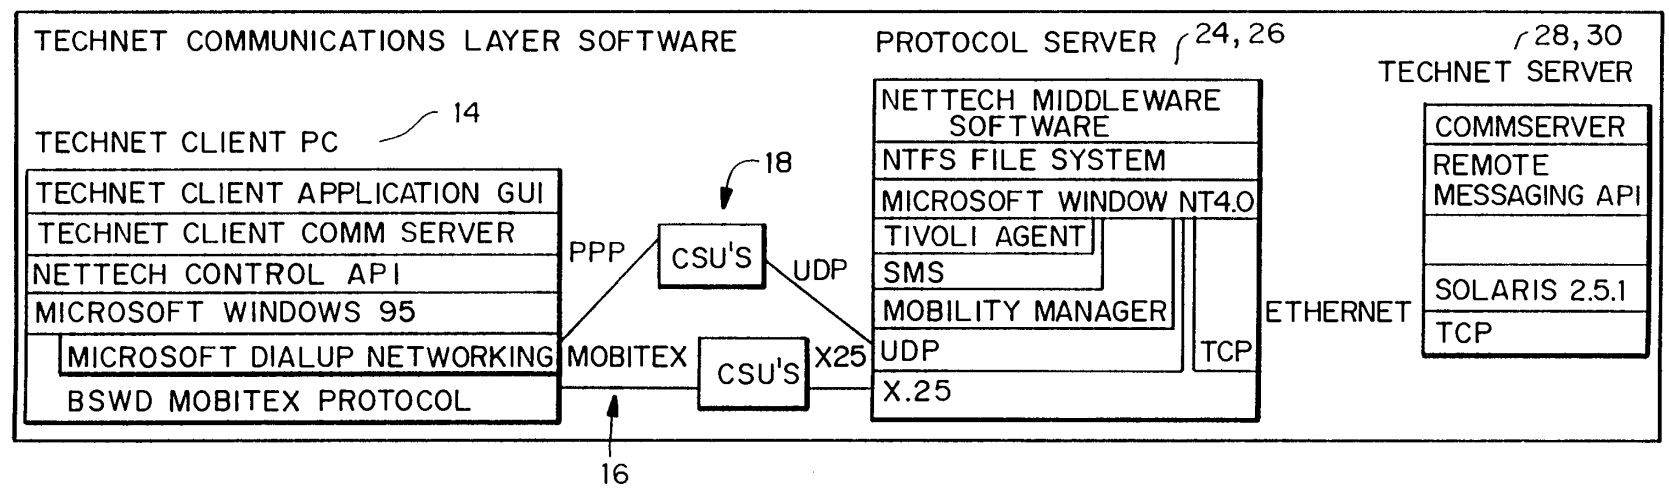 TECHNET COMMUNICATIONS LAYER SOFTWARE
PROTOCOL SERVER
24, 26
28, 30
TECHNET SERVER
14
TECHNET CLIENT PC
TECHNET CLIENT APPLICATION GUI
TECHNET CLIENT COMM SERVER
NETTECH CONTROL API
MICROSOFT WINDOWS 95
MICROSOFT DIALUP NETWORKING
BSWD MOBITEX PROTOCOL
PPP
18
CSU'S
UDP
MOBITEX
CSU'S
X25
16
NETTECH MIDDLEWARE
SOFTWARE
NTFS FILE SYSTEM
MICROSOFT WINDOW NT4.0
TIVOLI AGENT
SMS
MOBILITY MANAGER
UDP
TCP
X.25
ETHERNET
COMMSERVER
REMOTE
MESSAGING API
SOLARIS 2.5.1
TCP